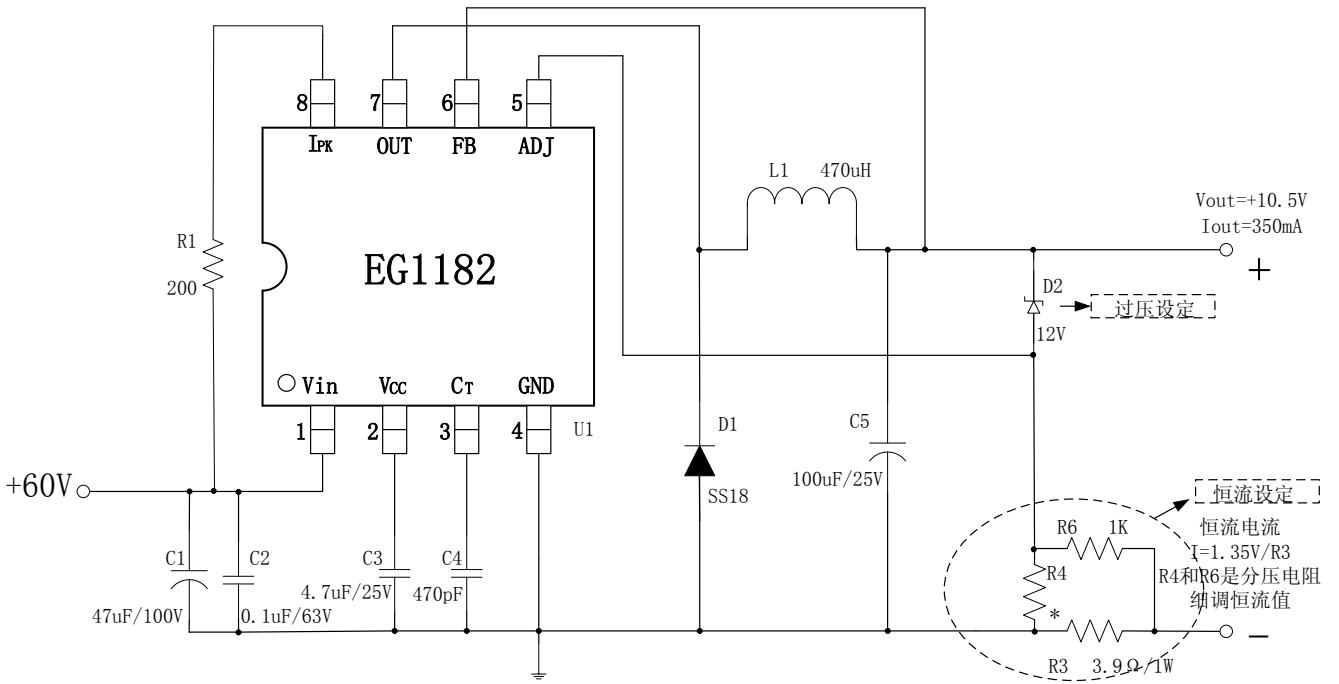 8 7 6 5
IPK OUT FB ADJ
L1 470uH
Vout=+10.5V
Iout=350mA
+
R1
200
EG1182
D2
过压设定
12V
Vin VCC CT GND
1 2 3 4 U1
D1
SS18
C5
100uF/25V
+60V
恒流设定
恒流电流
I=1.35V/R3
R4和R6是分压电阻
细调恒流值
R6 1K
R4
*
C1
47uF/100V
C2
0.1uF/63V
C3
4.7uF/25V
C4
470pF
R3 3.9Ω/1W
−